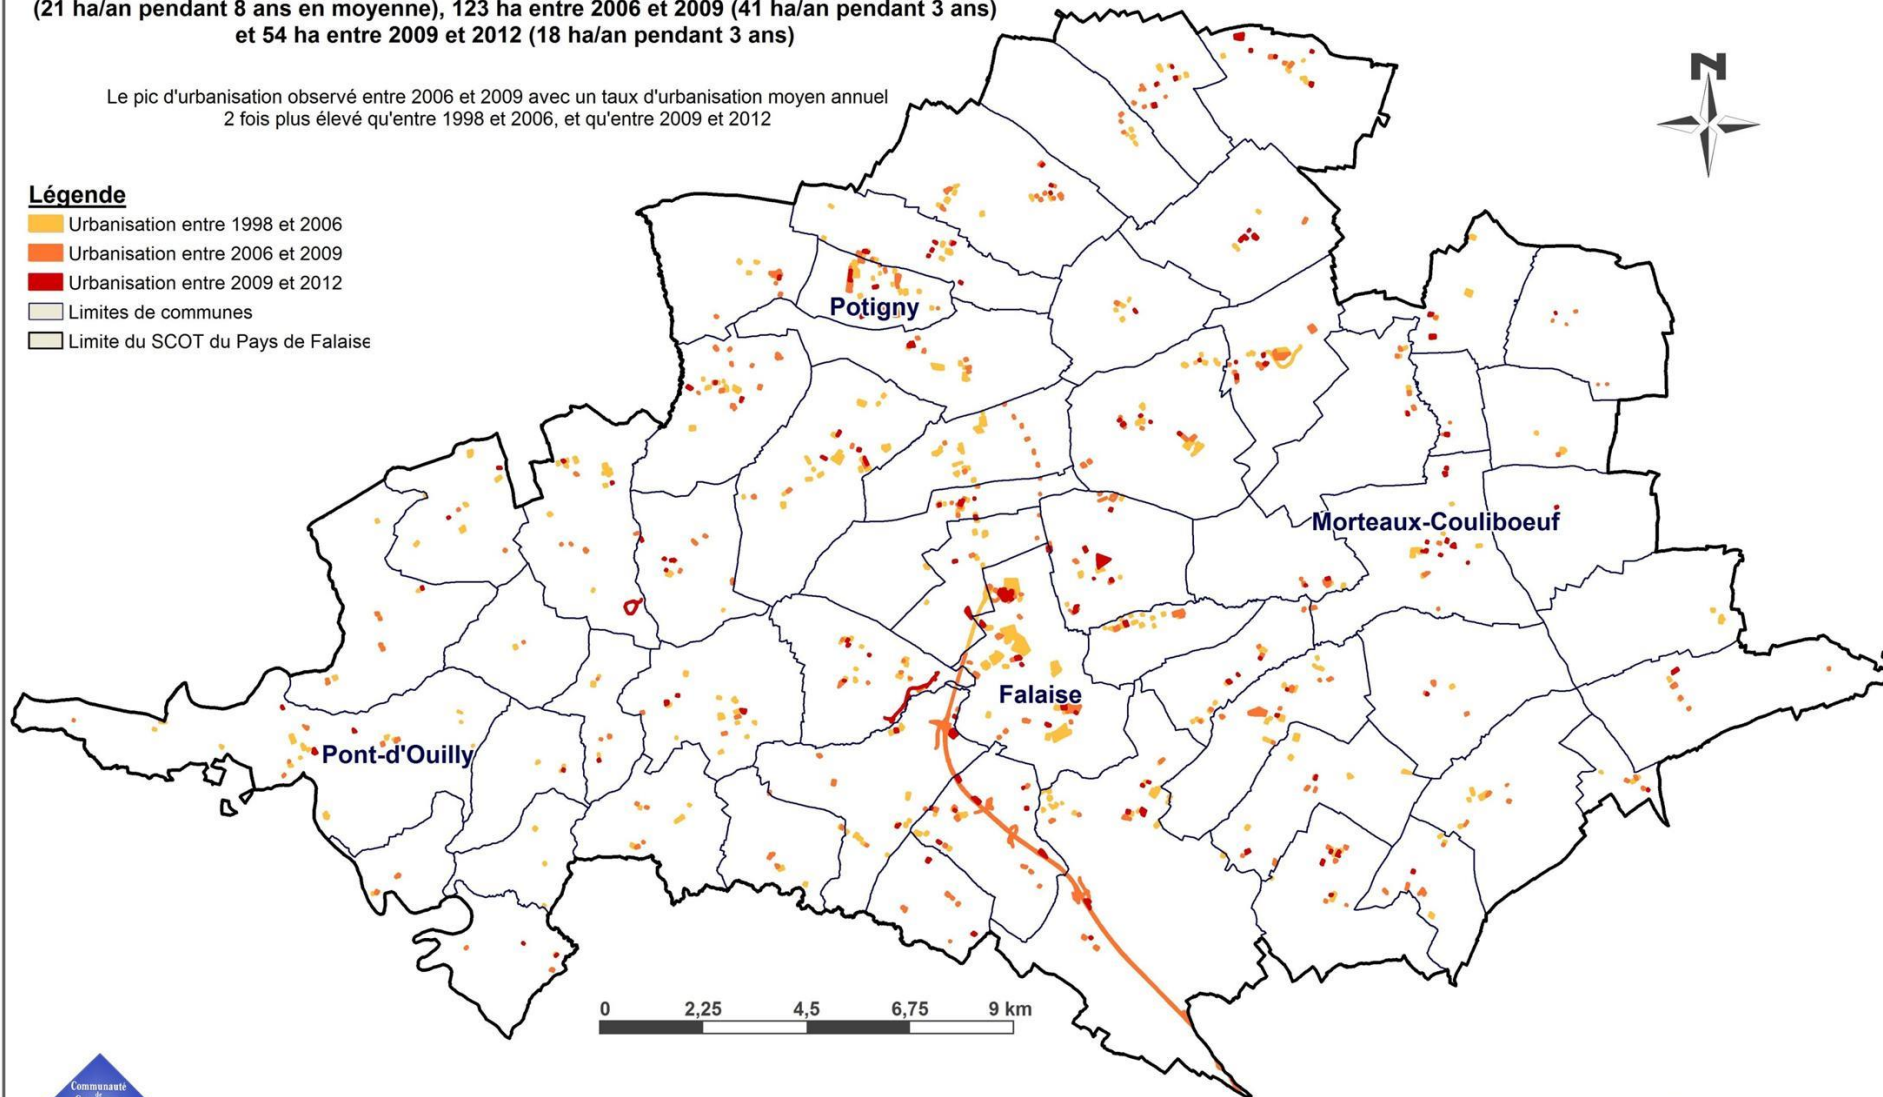 (21 ha/an pendant 8 ans en moyenne), 123 ha entre 2006 et 2009 (41 ha/an pendant 3 ans)
et 54 ha entre 2009 et 2012 (18 ha/an pendant 3 ans)
Le pic d'urbanisation observé entre 2006 et 2009 avec un taux d'urbanisation moyen annuel
2 fois plus élevé qu'entre 1998 et 2006, et qu'entre 2009 et 2012
N
Légende
Urbanisation entre 1998 et 2006
Urbanisation entre 2006 et 2009
Urbanisation entre 2009 et 2012
Limites de communes
Limite du SCOT du Pays de Falaise
Potigny
Morteaux-Couliboeuf
Falaise
Pont-d'Ouilly
0 2,25 4,5 6,75 9 km
Communauté
de